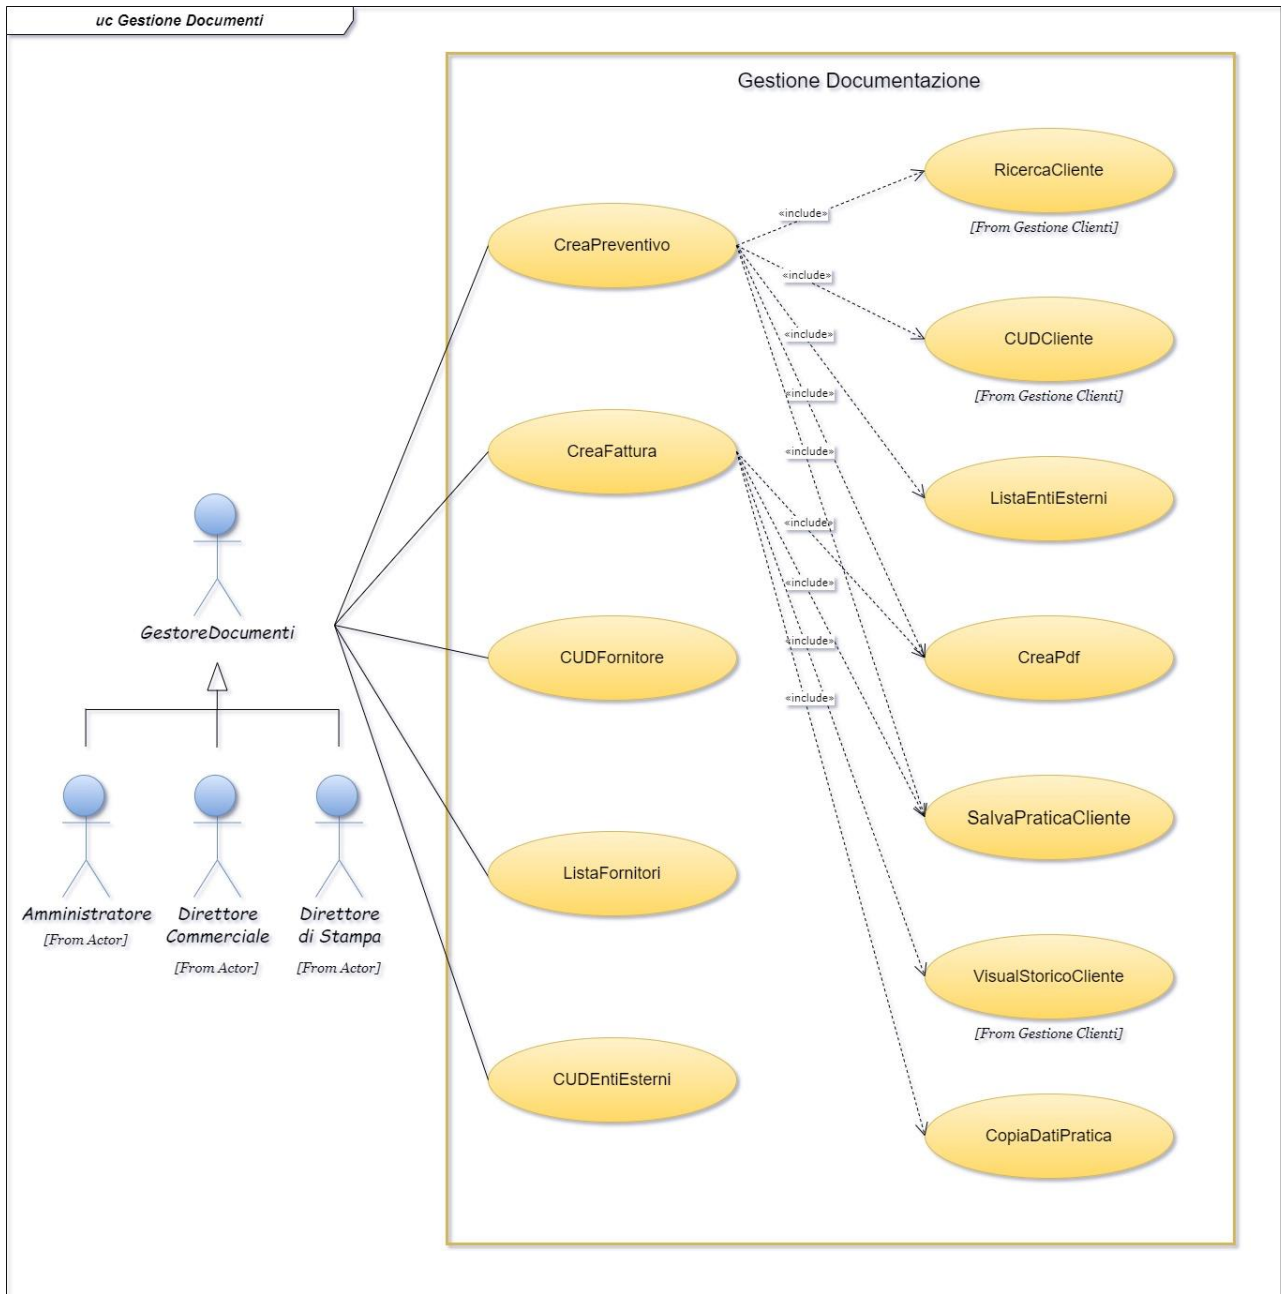 uc Gestione Documenti
Gestione Documentazione
RicercaCliente
«include»
[From Gestione Clienti]
CreaPreventivo
«include»
CUDCliente
«include»
[From Gestione Clienti]
«include»
CreaFattura
«include»
ListaEntiEsterni
«include»
«include»
GestoreDocumenti
«include»
CUDFornitore
CreaPdf
«include»
SalvaPraticaCliente
ListaFornitori
Amministratore
[From Actor]
Direttore
Commerciale
[From Actor]
Direttore
di Stampa
[From Actor]
VisualStoricoCliente
[From Gestione Clienti]
CUDEntiEsterni
CopiaDatiPratica